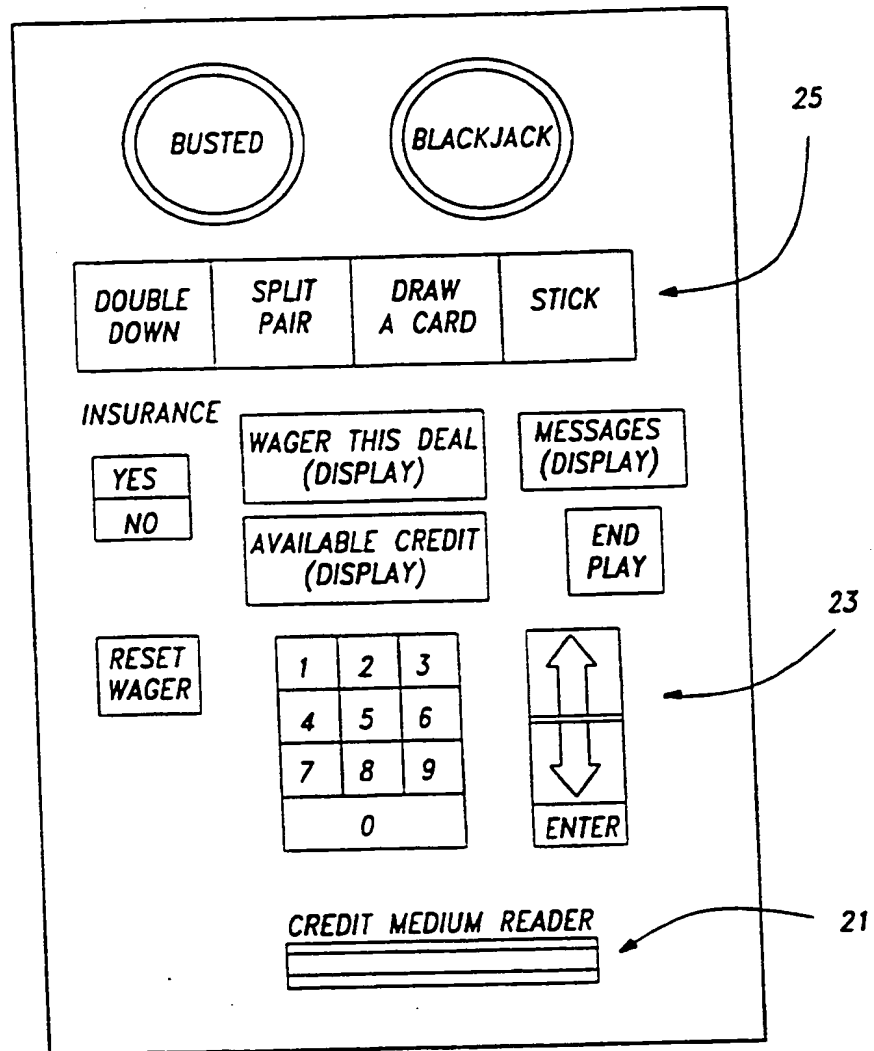 BUSTED
BLACKJACK
25
DOUBLE
DOWN
SPLIT
PAIR
DRAW
A CARD
STICK
INSURANCE
YES
NO
WAGER THIS DEAL
(DISPLAY)
MESSAGES
(DISPLAY)
AVAILABLE CREDIT
(DISPLAY)
END
PLAY
23
RESET
WAGER
1 2 3
4 5 6
7 8 9
0
ENTER
CREDIT MEDIUM READER
21